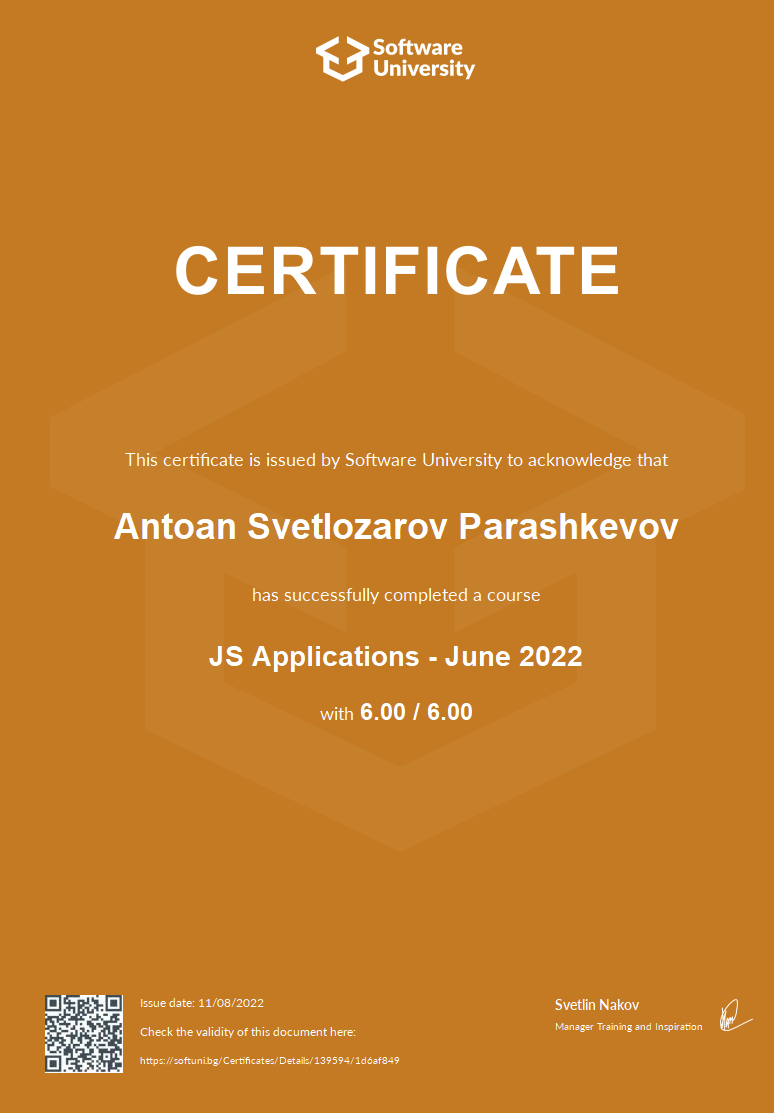 Software
University
CERTIFICATE
This certificate is issued by Software University to acknowledge that
Antoan Svetlozarov Parashkevov
has successfully completed a course
JS Applications - June 2022
with 6.00 / 6.00
Issue date: 11/08/2022
Check the validity of this document here:
https://softuni.bg/Certificates/Details/139594/1d6af849
Svetlin Nakov
Manager Training and Inspiration